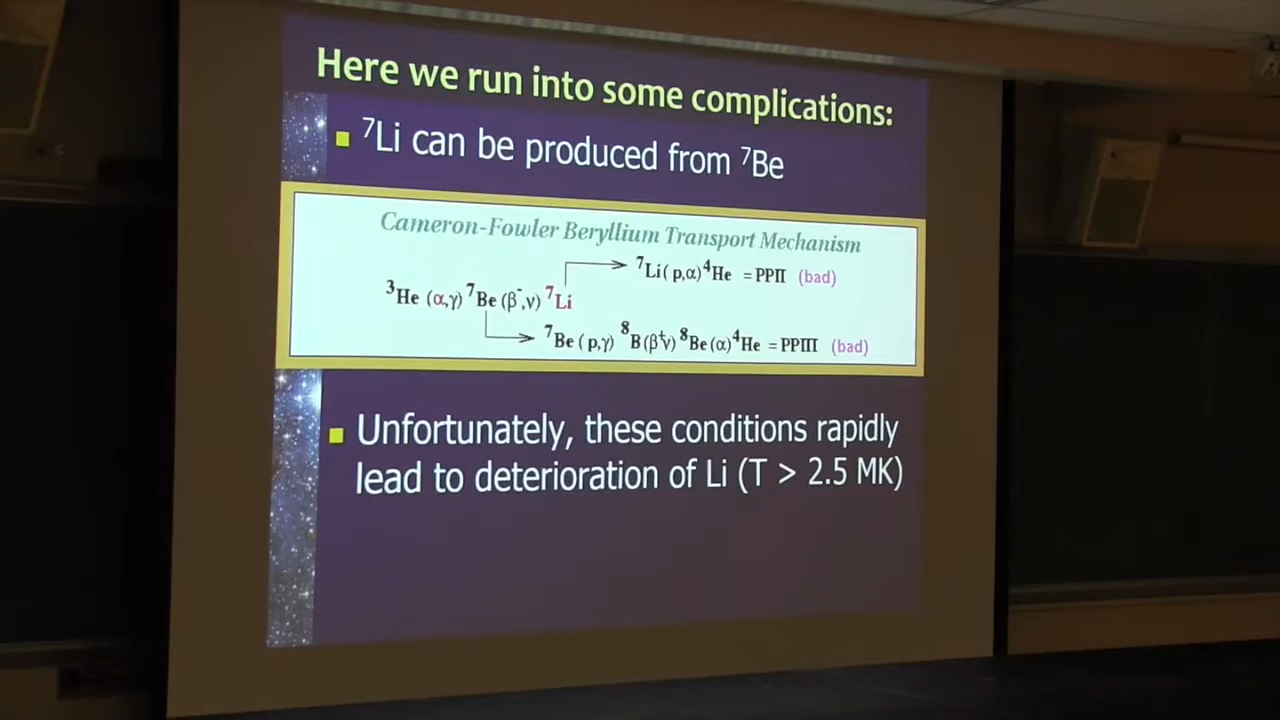 Here we run into some complications:
⁷Li can be produced from ⁷Be
Cameron-Fowler Beryllium Transport Mechanism
⁷Li( p,α)⁴He = PPII (bad)
³He (α,γ)⁷Be (β⁻,ν) ⁷Li
⁷Be ( p,γ) ⁸B(β⁺ν)⁸Be (α)⁴He = PPIII (bad)
Unfortunately, these conditions rapidly
lead to deterioration of Li (T > 2.5 MK)